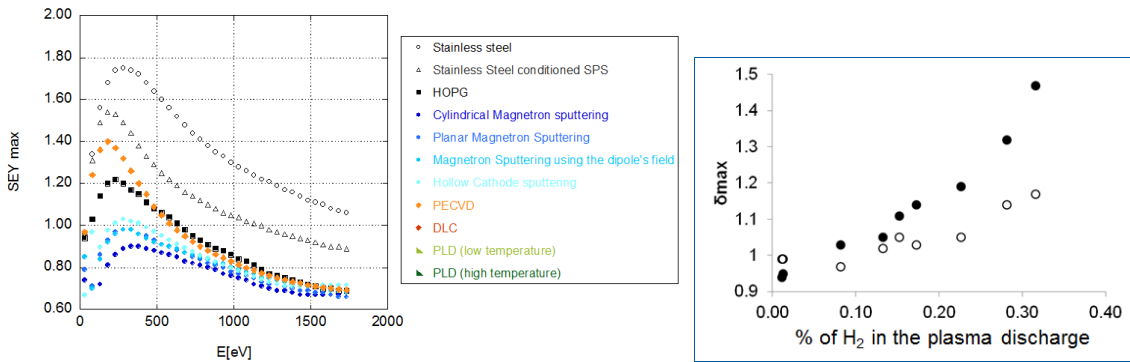 2.00
1.80
1.60
1.40
1.20
1.00
0.80
0.60
SEY max
0
500
1000
1500
2000
E[eV]
Stainless steel
Stainless Steel conditioned SPS
HOPG
Cylindrical Magnetron sputtering
Planar Magnetron Sputtering
Magnetron Sputtering using the dipole's field
Hollow Cathode sputtering
PECVD
DLC
PLD (low temperature)
PLD (high temperature)
1.5
1.4
1.3
1.2
1.1
1
0.9
δmax
0.00
0.10
0.20
0.30
0.40
% of H₂ in the plasma discharge